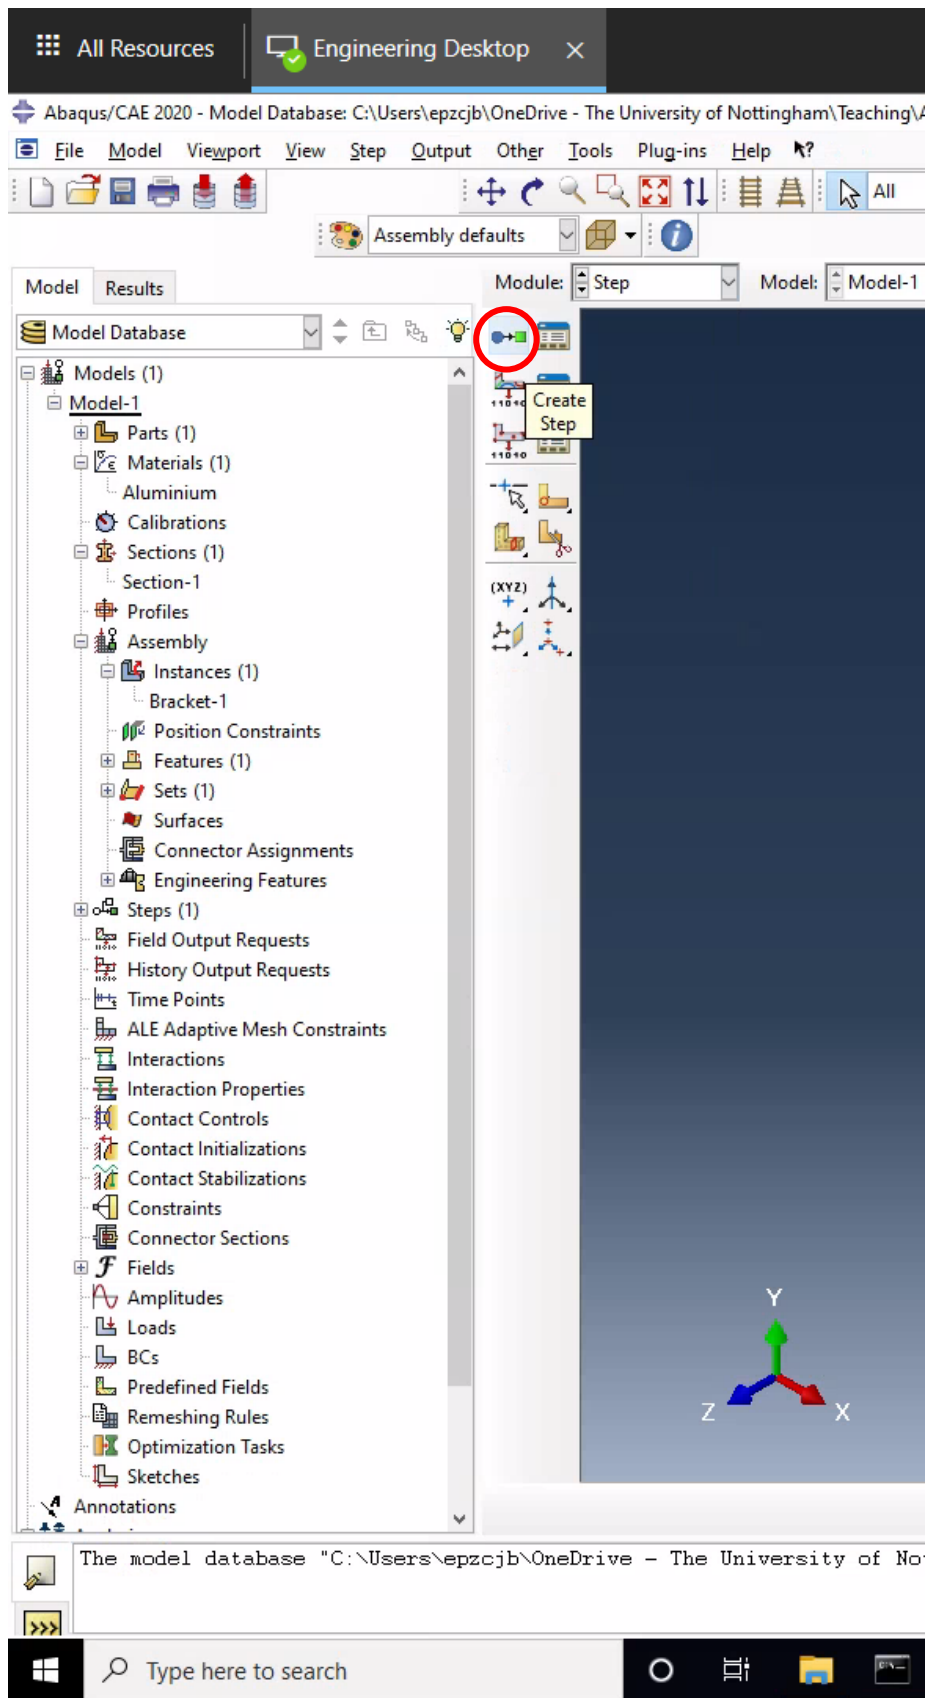 All Resources
Engineering Desktop
Abaqus/CAE 2020 - Model Database: C:\Users\epzcjb\OneDrive - The University of Nottingham\Teaching\
File Model Viewport View Step Output Other Tools Plug-ins Help
All
Assembly defaults
Model Results
Module: Step Model: Model-1
Model Database
Models (1)
Model-1
Create
Step
Parts (1)
Materials (1)
Aluminium
Calibrations
Sections (1)
Section-1
(XYZ)
Profiles
Assembly
Instances (1)
Bracket-1
Position Constraints
Features (1)
Sets (1)
Surfaces
Connector Assignments
Engineering Features
Steps (1)
Field Output Requests
History Output Requests
Time Points
ALE Adaptive Mesh Constraints
Interactions
Interaction Properties
Contact Controls
Contact Initializations
Contact Stabilizations
Constraints
Connector Sections
Fields
Amplitudes
Loads
BCs
Predefined Fields
Remeshing Rules
Optimization Tasks
Sketches
Annotations
Y
Z
X
The model database "C:\Users\epzcjb\OneDrive - The University of No
>>>
Type here to search